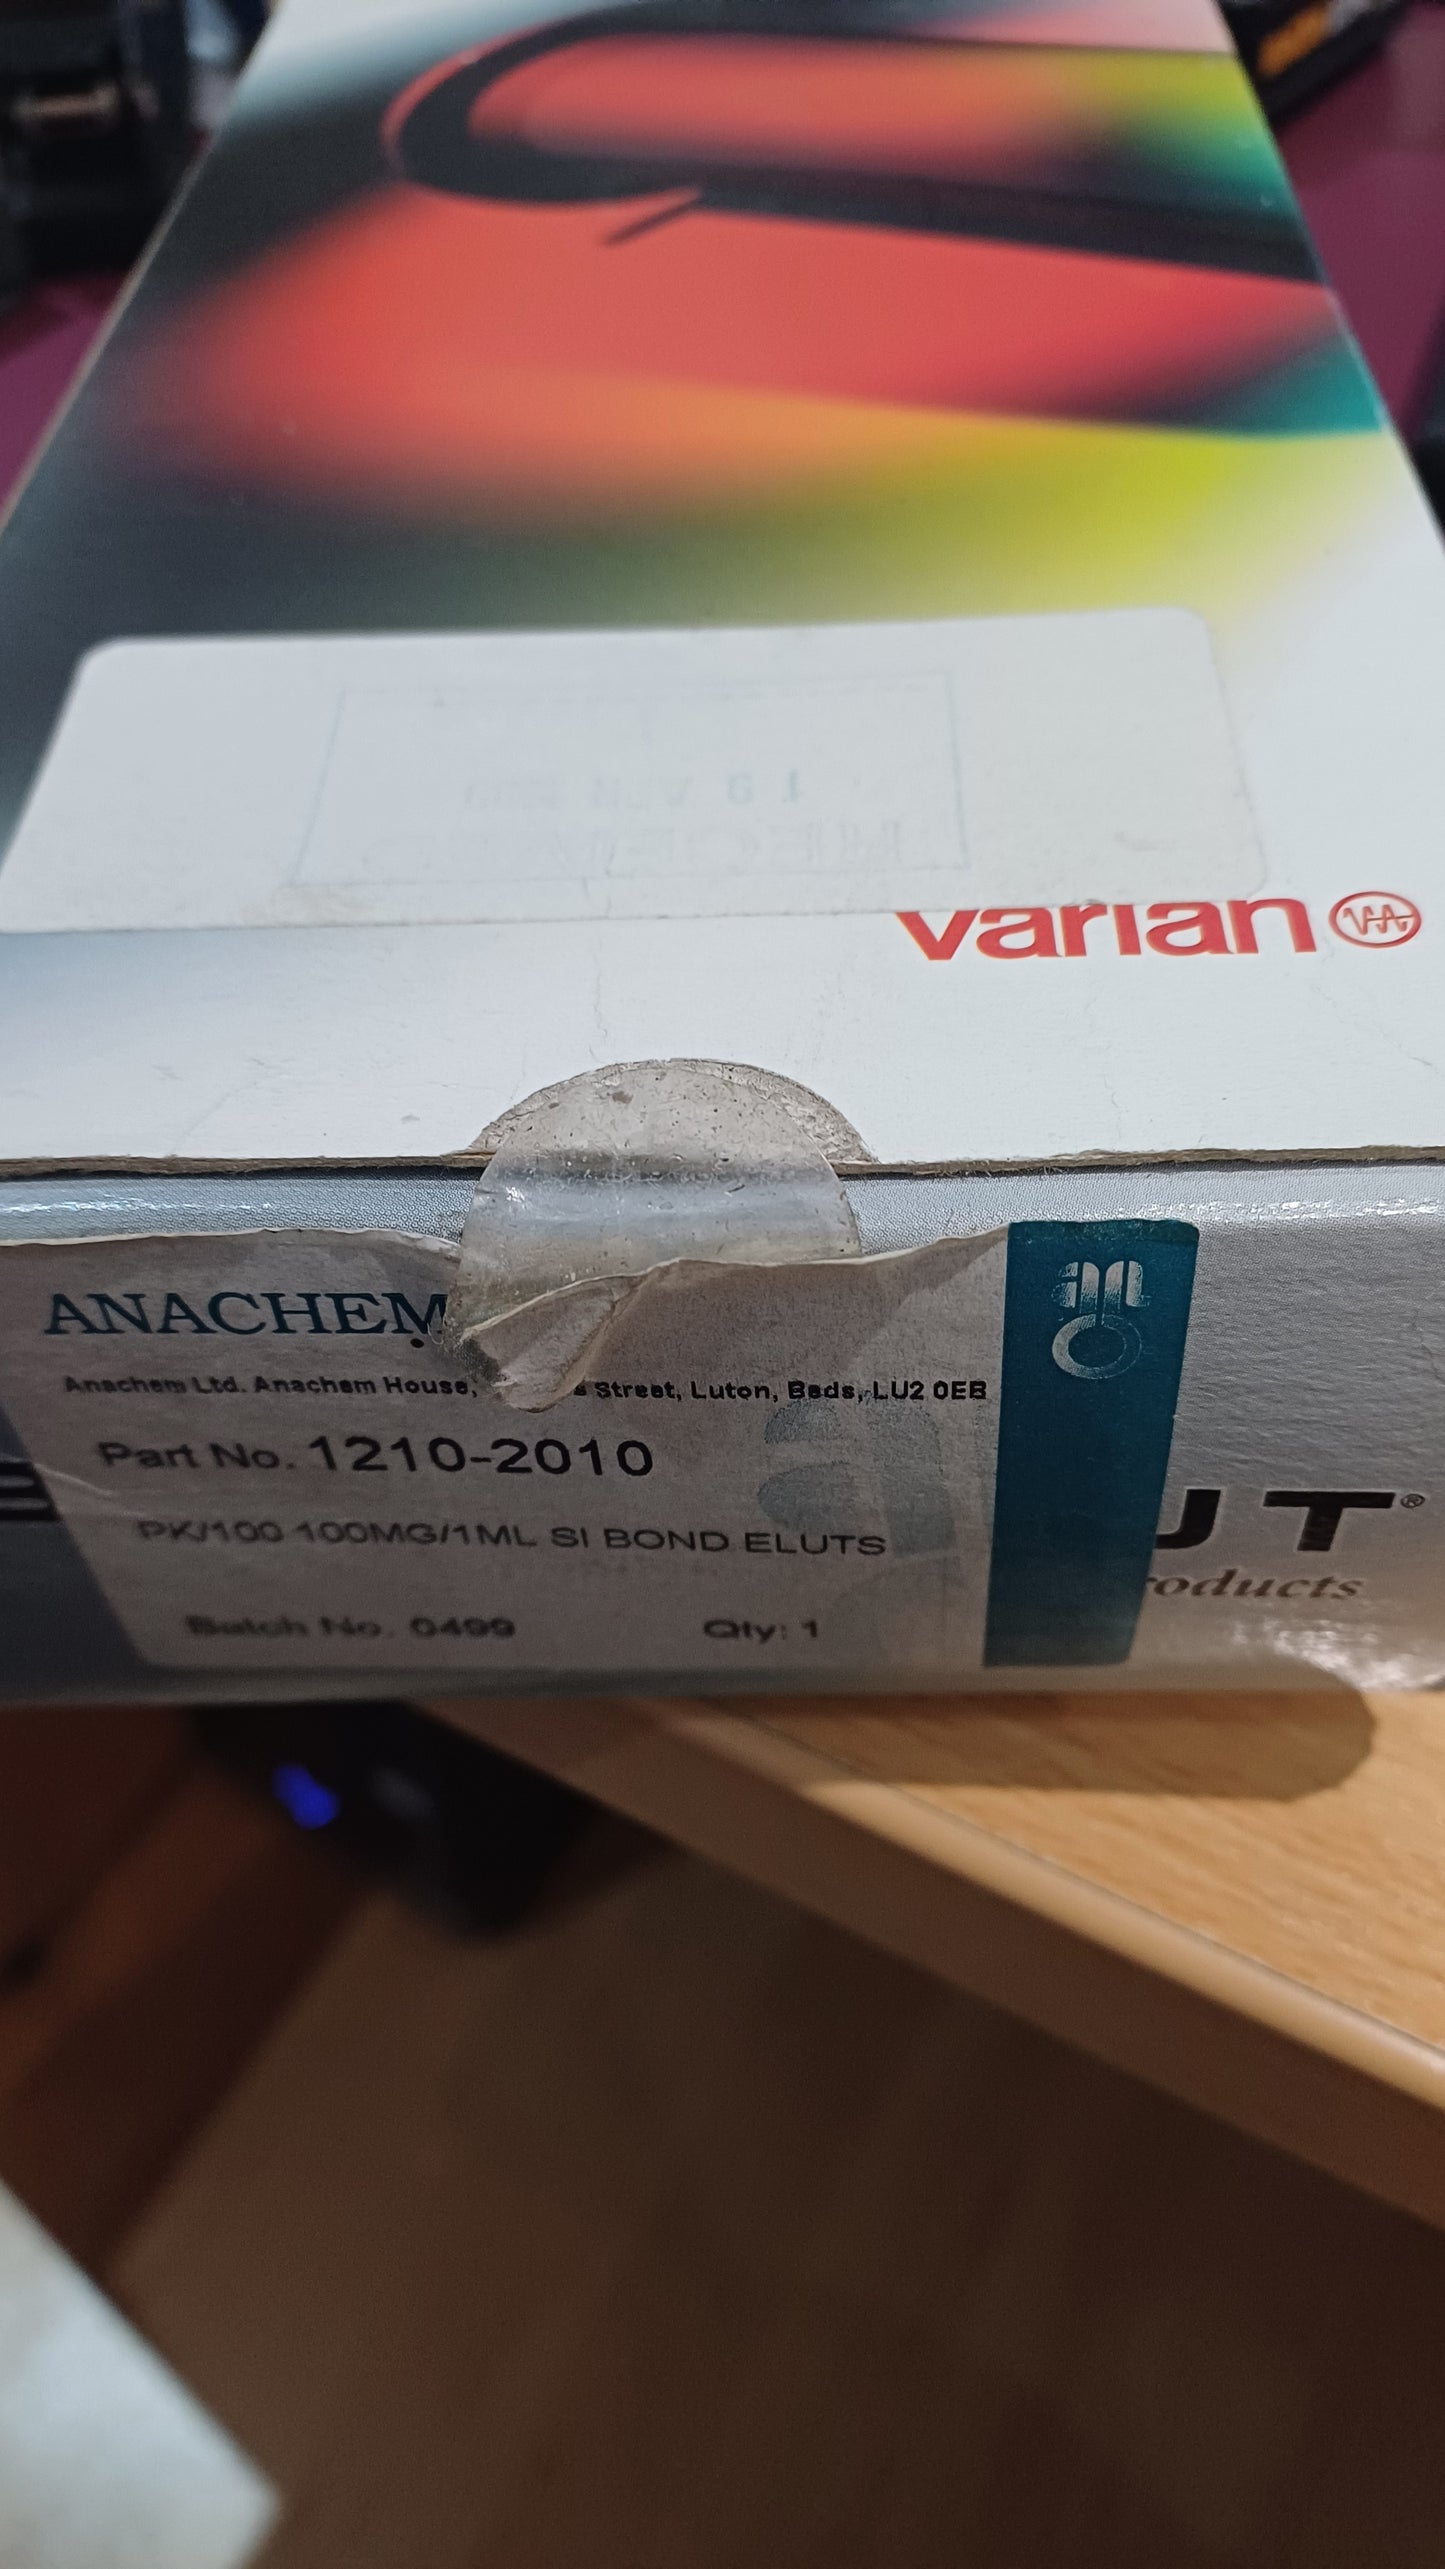 varian
ANACHEM
Anachem Ltd. Anachem House, Street, Luton, Beds, LU2 0EB
Part No. 1210-2010
PK/100 100MG/1ML SI BOND ELUTS
Batch No. 0499 Qty: 1
UT®
roducts